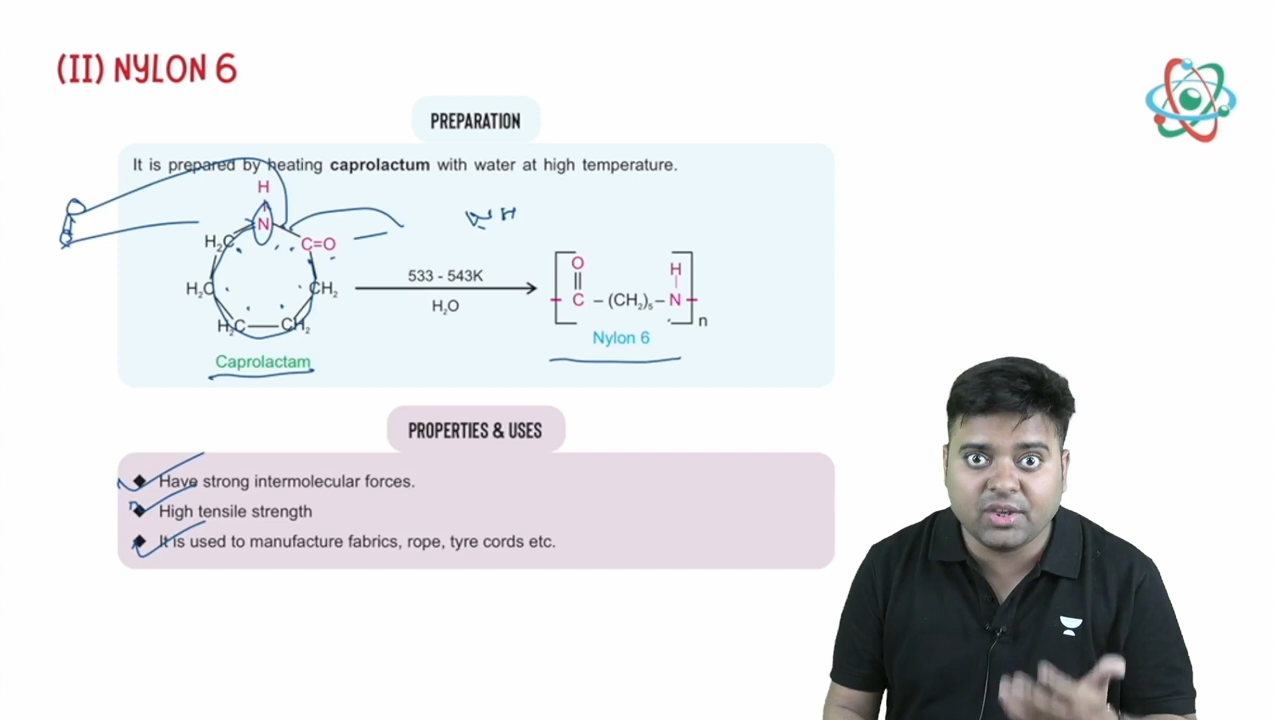 (II) NYLON 6
PREPARATION
It is prepared by heating caprolactum with water at high temperature.
H
N
H₂C
C=O
H₂C
CH₂
H₂C
CH₂
Caprolactam
533 - 543K
H₂O
O
H
C – (CH₂)₅ – N
n
Nylon 6
PROPERTIES & USES
Have strong intermolecular forces.
High tensile strength
It is used to manufacture fabrics, rope, tyre cords etc.